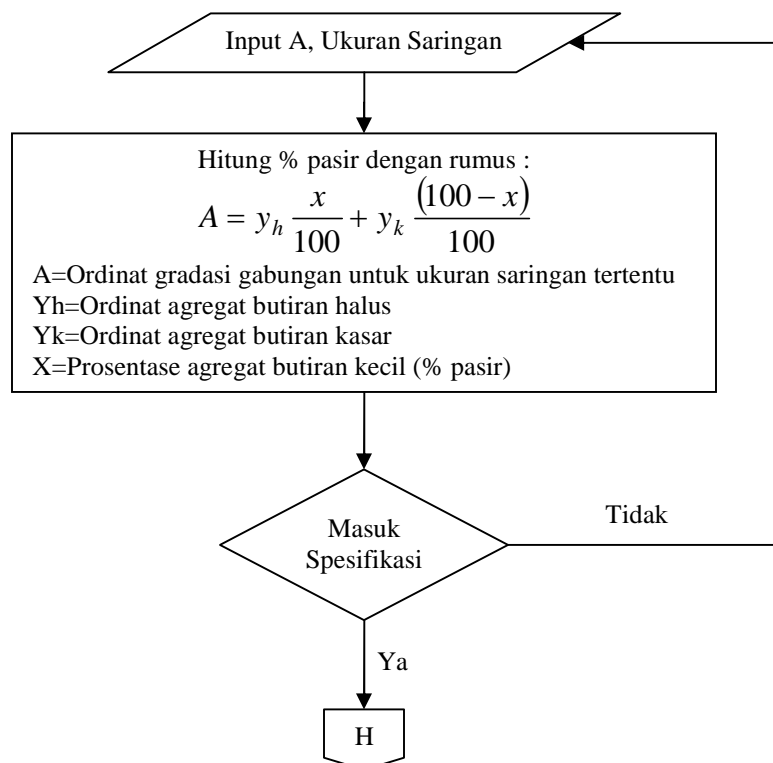 Input A, Ukuran Saringan
Hitung % pasir dengan rumus :
A = y_h x/100 + y_k (100 − x)/100
A=Ordinat gradasi gabungan untuk ukuran saringan tertentu
Yh=Ordinat agregat butiran halus
Yk=Ordinat agregat butiran kasar
X=Prosentase agregat butiran kecil (% pasir)
Masuk
Spesifikasi
Tidak
Ya
H